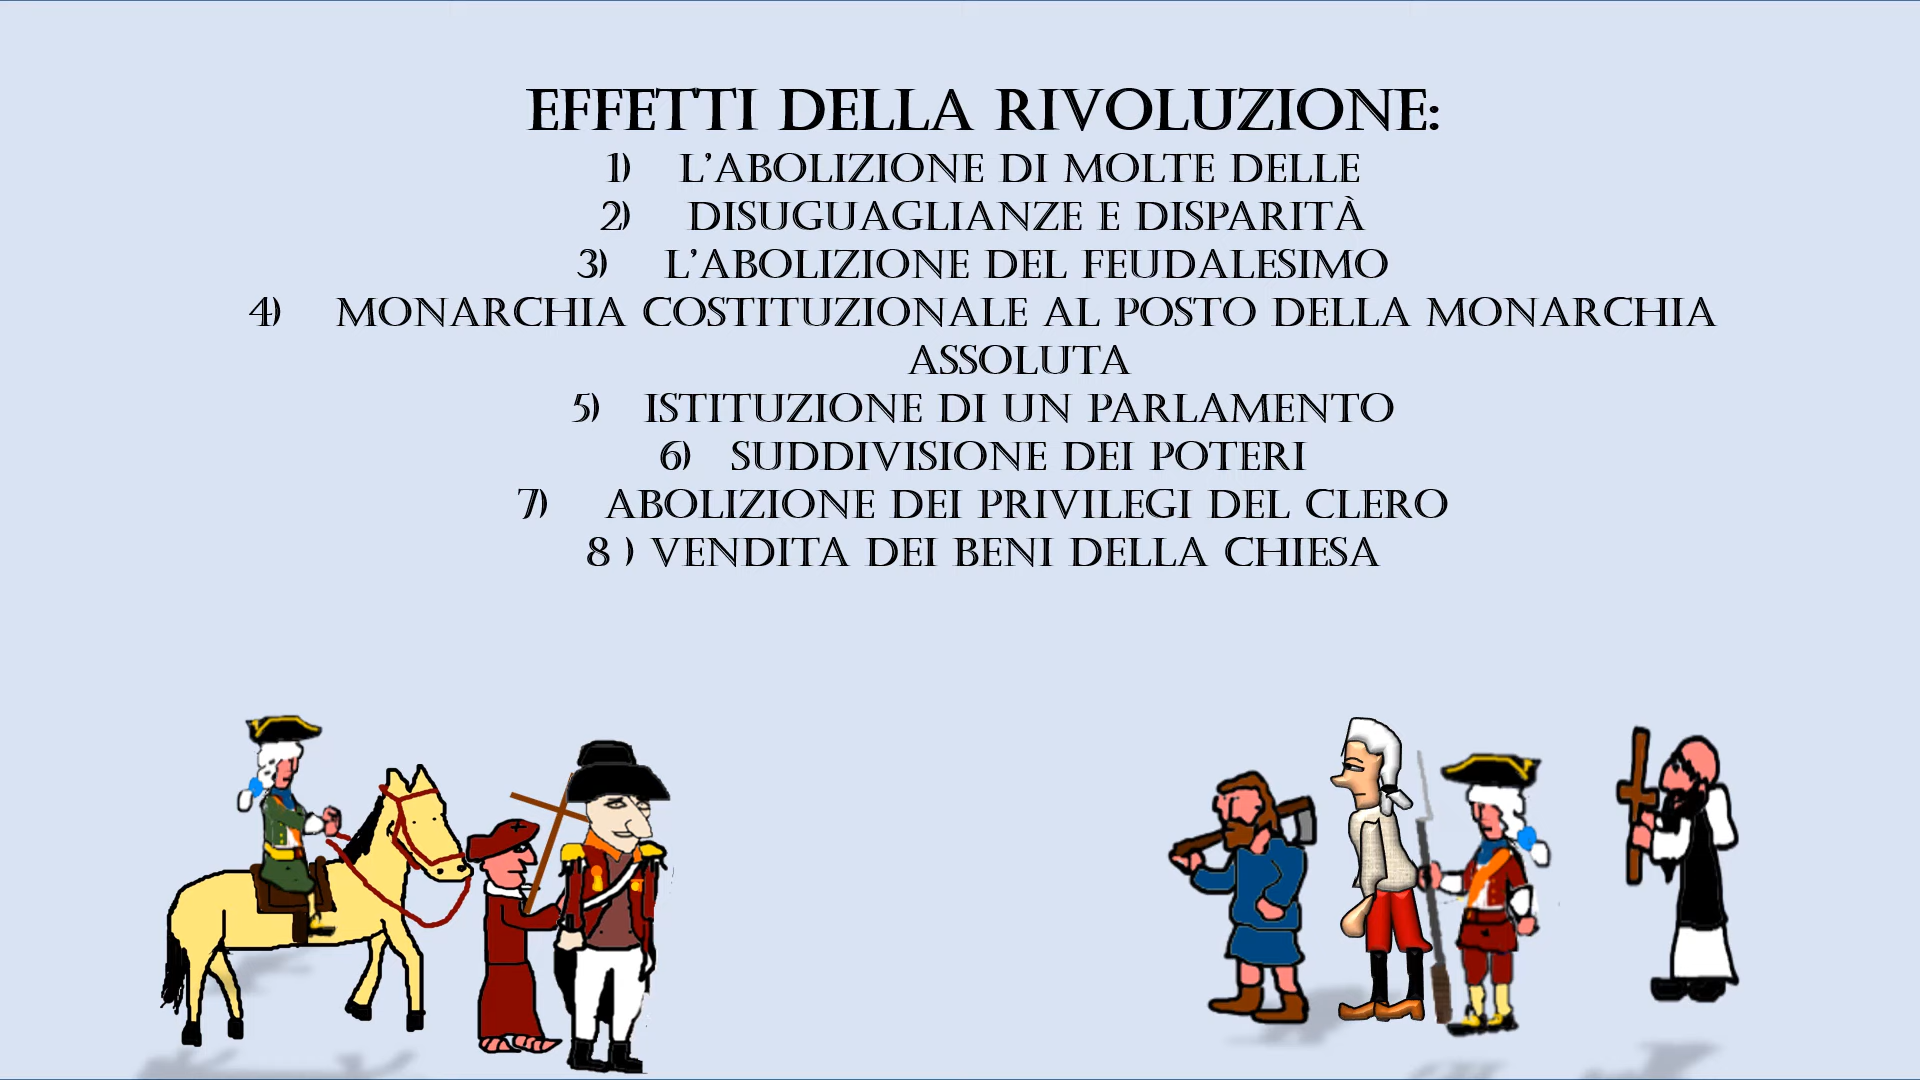 EFFETTI DELLA RIVOLUZIONE:
1) L'ABOLIZIONE DI MOLTE DELLE
2) DISUGUAGLIANZE E DISPARITÀ
3) L'ABOLIZIONE DEL FEUDALESIMO
4) MONARCHIA COSTITUZIONALE AL POSTO DELLA MONARCHIA
ASSOLUTA
5) ISTITUZIONE DI UN PARLAMENTO
6) SUDDIVISIONE DEI POTERI
7) ABOLIZIONE DEI PRIVILEGI DEL CLERO
8 ) VENDITA DEI BENI DELLA CHIESA